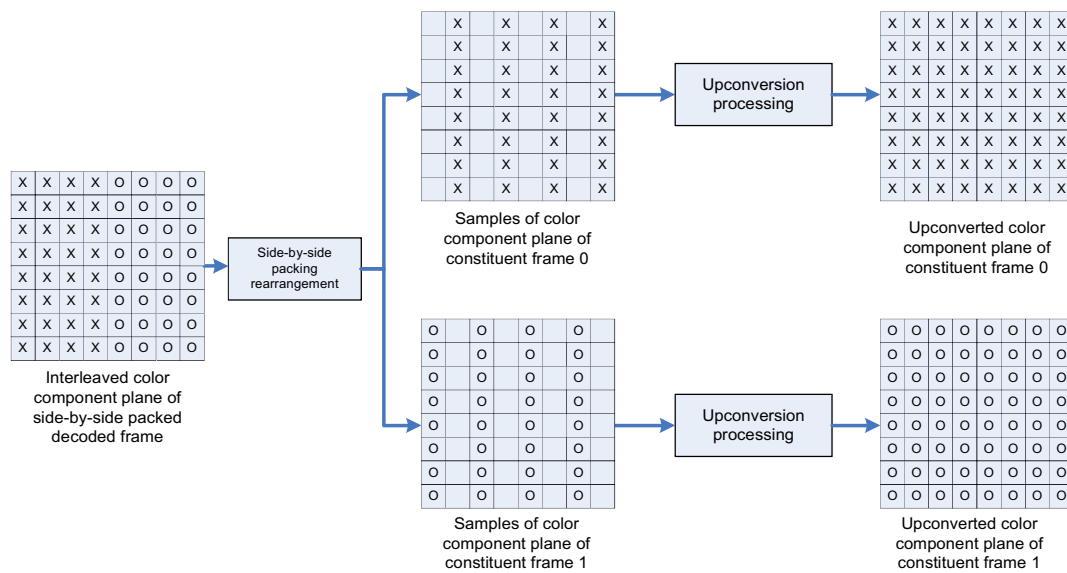 X X X X
X X X X
X X X X
X X X X
X X X X
X X X X
X X X X
X X X X
Samples of color
component plane of
constituent frame 0
Upconversion
processing
X X X X X X X X
X X X X X X X X
X X X X X X X X
X X X X X X X X
X X X X X X X X
X X X X X X X X
X X X X X X X X
X X X X X X X X
Upconverted color
component plane of
constituent frame 0
X X X X O O O O
X X X X O O O O
X X X X O O O O
X X X X O O O O
X X X X O O O O
X X X X O O O O
X X X X O O O O
X X X X O O O O
Interleaved color
component plane of
side-by-side packed
decoded frame
Side-by-side
packing
rearrangement
O O O O
O O O O
O O O O
O O O O
O O O O
O O O O
O O O O
O O O O
Samples of color
component plane of
constituent frame 1
Upconversion
processing
O O O O O O O O
O O O O O O O O
O O O O O O O O
O O O O O O O O
O O O O O O O O
O O O O O O O O
O O O O O O O O
O O O O O O O O
Upconverted color
component plane of
constituent frame 1